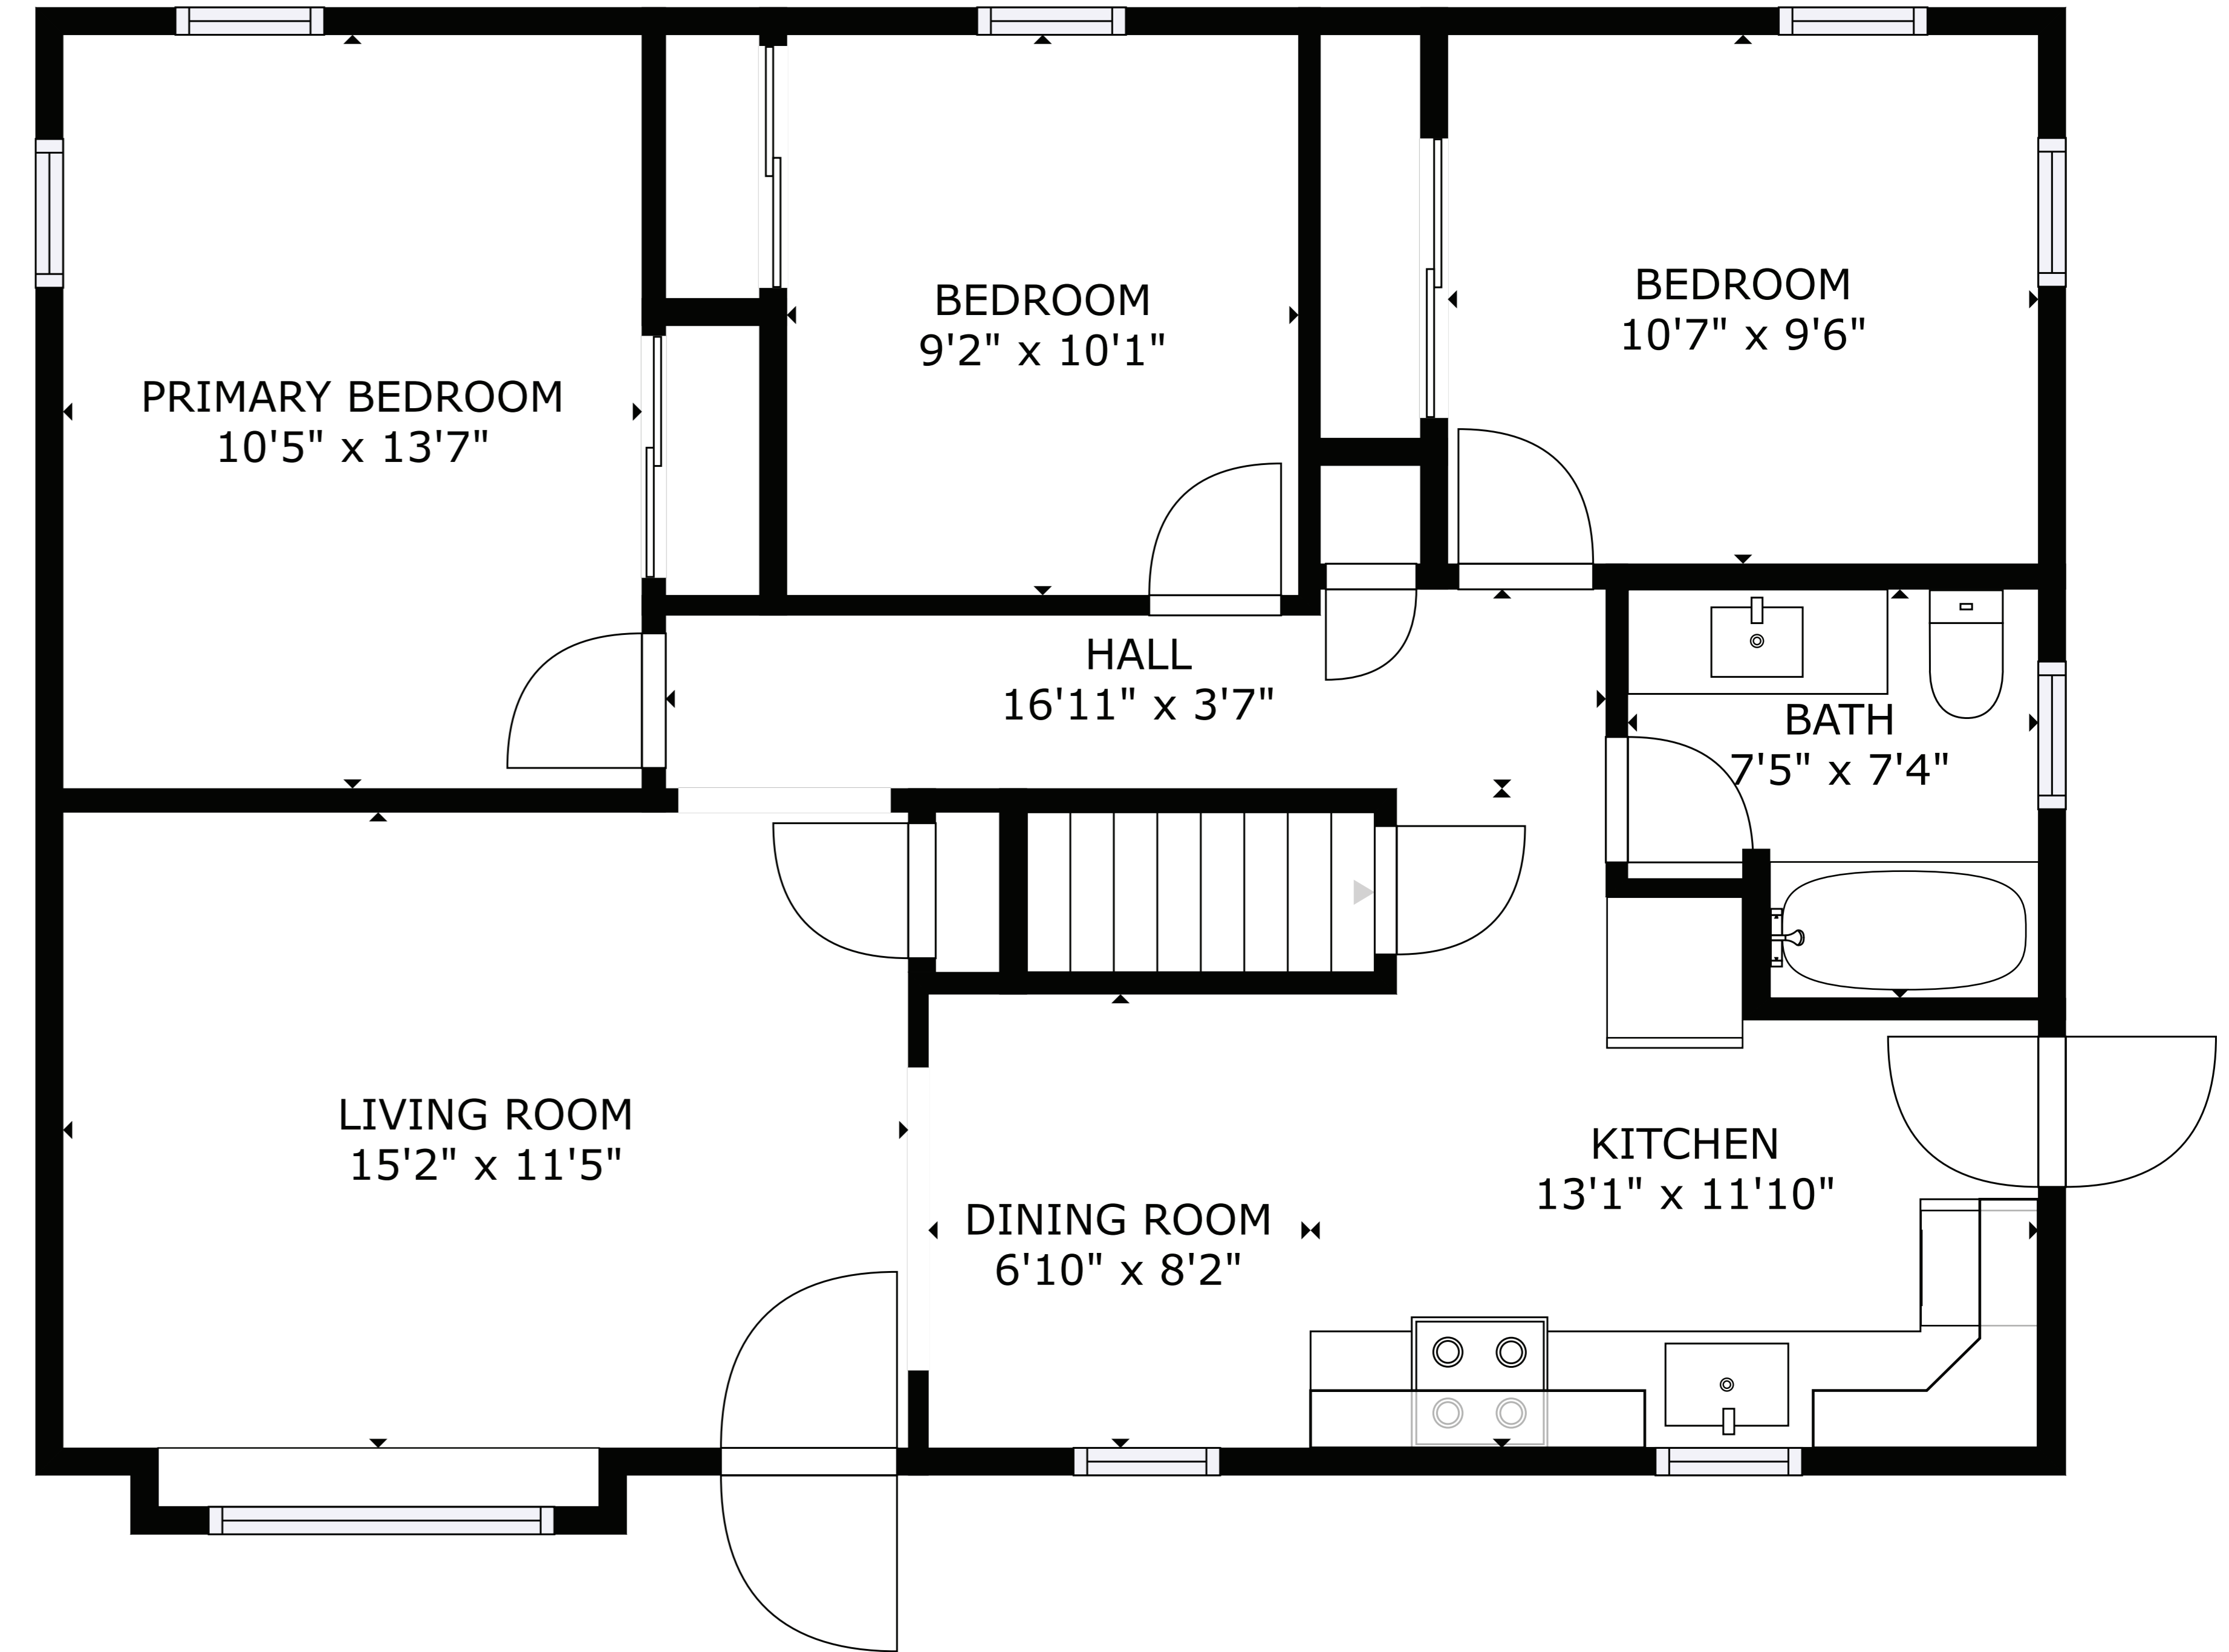 BEDROOM
10'7" x 9'6"
BEDROOM
9'2" x 10'1"
PRIMARY BEDROOM
10'5" x 13'7"
HALL
16'11" x 3'7"
BATH
7'5" x 7'4"
LIVING ROOM
15'2" x 11'5"
KITCHEN
13'1" x 11'10"
DINING ROOM
6'10" x 8'2"